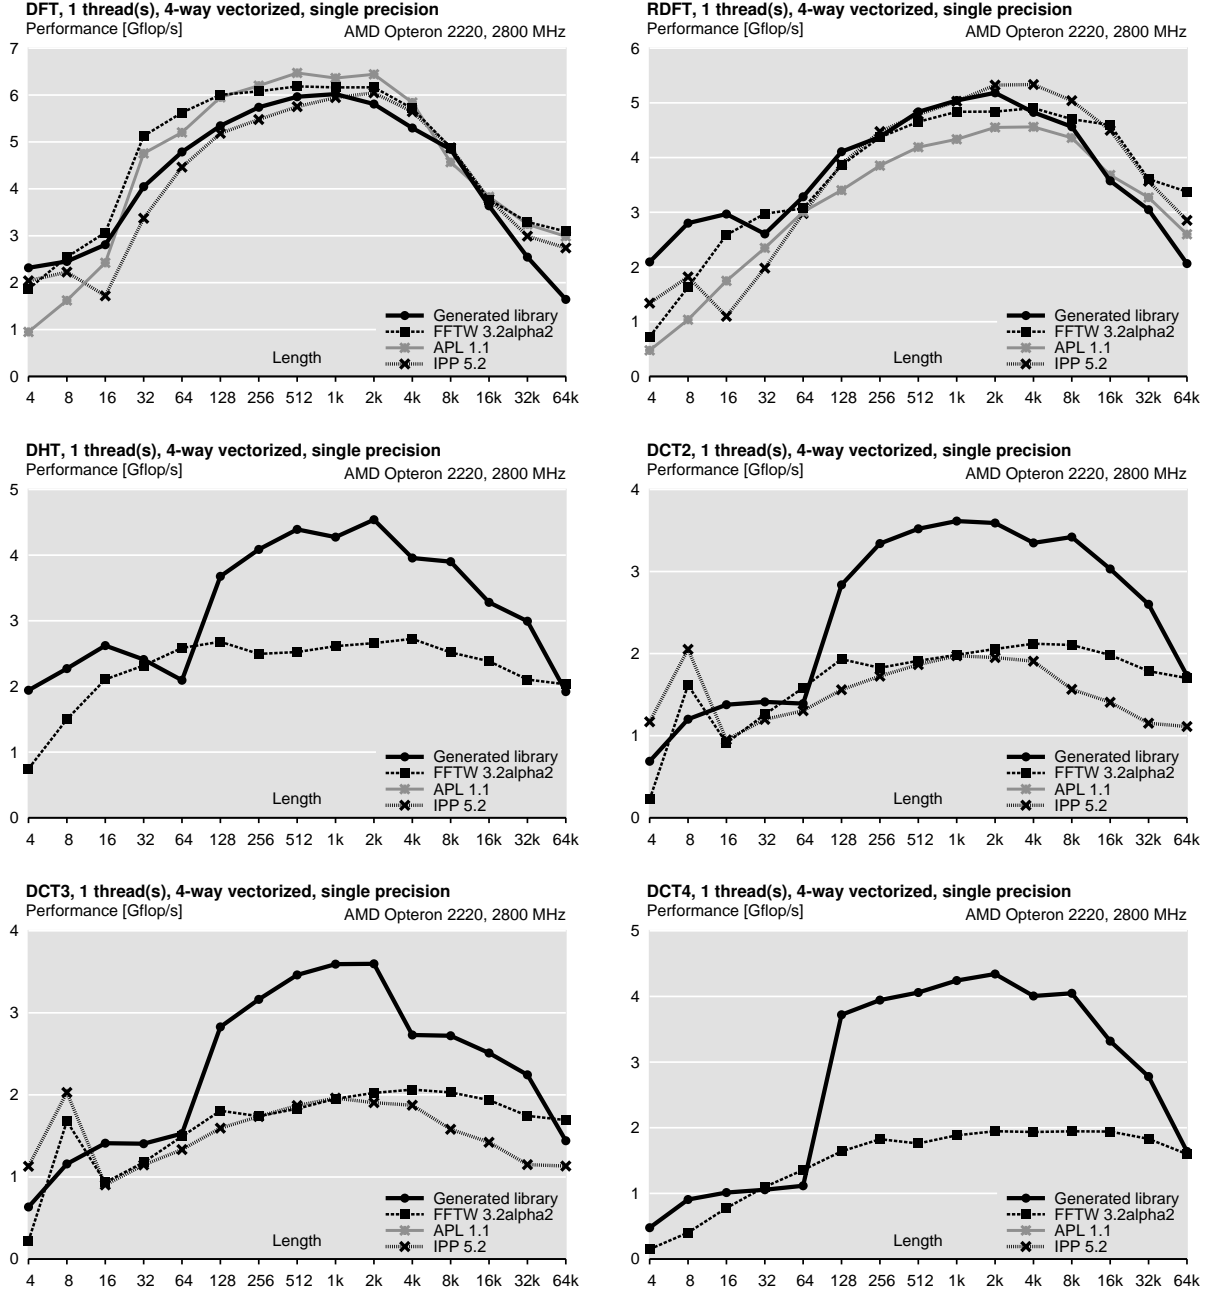 DFT, 1 thread(s), 4-way vectorized, single precision
Performance [Gflop/s]
AMD Opteron 2220, 2800 MHz
7
6
5
4
3
2
1
0
Generated library
FFTW 3.2alpha2
APL 1.1
IPP 5.2
Length
4 8 16 32 64 128 256 512 1k 2k 4k 8k 16k 32k 64k
RDFT, 1 thread(s), 4-way vectorized, single precision
Performance [Gflop/s]
AMD Opteron 2220, 2800 MHz
6
5
4
3
2
1
0
Generated library
FFTW 3.2alpha2
APL 1.1
IPP 5.2
Length
4 8 16 32 64 128 256 512 1k 2k 4k 8k 16k 32k 64k
DHT, 1 thread(s), 4-way vectorized, single precision
Performance [Gflop/s]
AMD Opteron 2220, 2800 MHz
5
4
3
2
1
0
Generated library
FFTW 3.2alpha2
APL 1.1
IPP 5.2
Length
4 8 16 32 64 128 256 512 1k 2k 4k 8k 16k 32k 64k
DCT2, 1 thread(s), 4-way vectorized, single precision
Performance [Gflop/s]
AMD Opteron 2220, 2800 MHz
4
3
2
1
0
Generated library
FFTW 3.2alpha2
APL 1.1
IPP 5.2
Length
4 8 16 32 64 128 256 512 1k 2k 4k 8k 16k 32k 64k
DCT3, 1 thread(s), 4-way vectorized, single precision
Performance [Gflop/s]
AMD Opteron 2220, 2800 MHz
4
3
2
1
0
Generated library
FFTW 3.2alpha2
APL 1.1
IPP 5.2
Length
4 8 16 32 64 128 256 512 1k 2k 4k 8k 16k 32k 64k
DCT4, 1 thread(s), 4-way vectorized, single precision
Performance [Gflop/s]
AMD Opteron 2220, 2800 MHz
5
4
3
2
1
0
Generated library
FFTW 3.2alpha2
APL 1.1
IPP 5.2
Length
4 8 16 32 64 128 256 512 1k 2k 4k 8k 16k 32k 64k